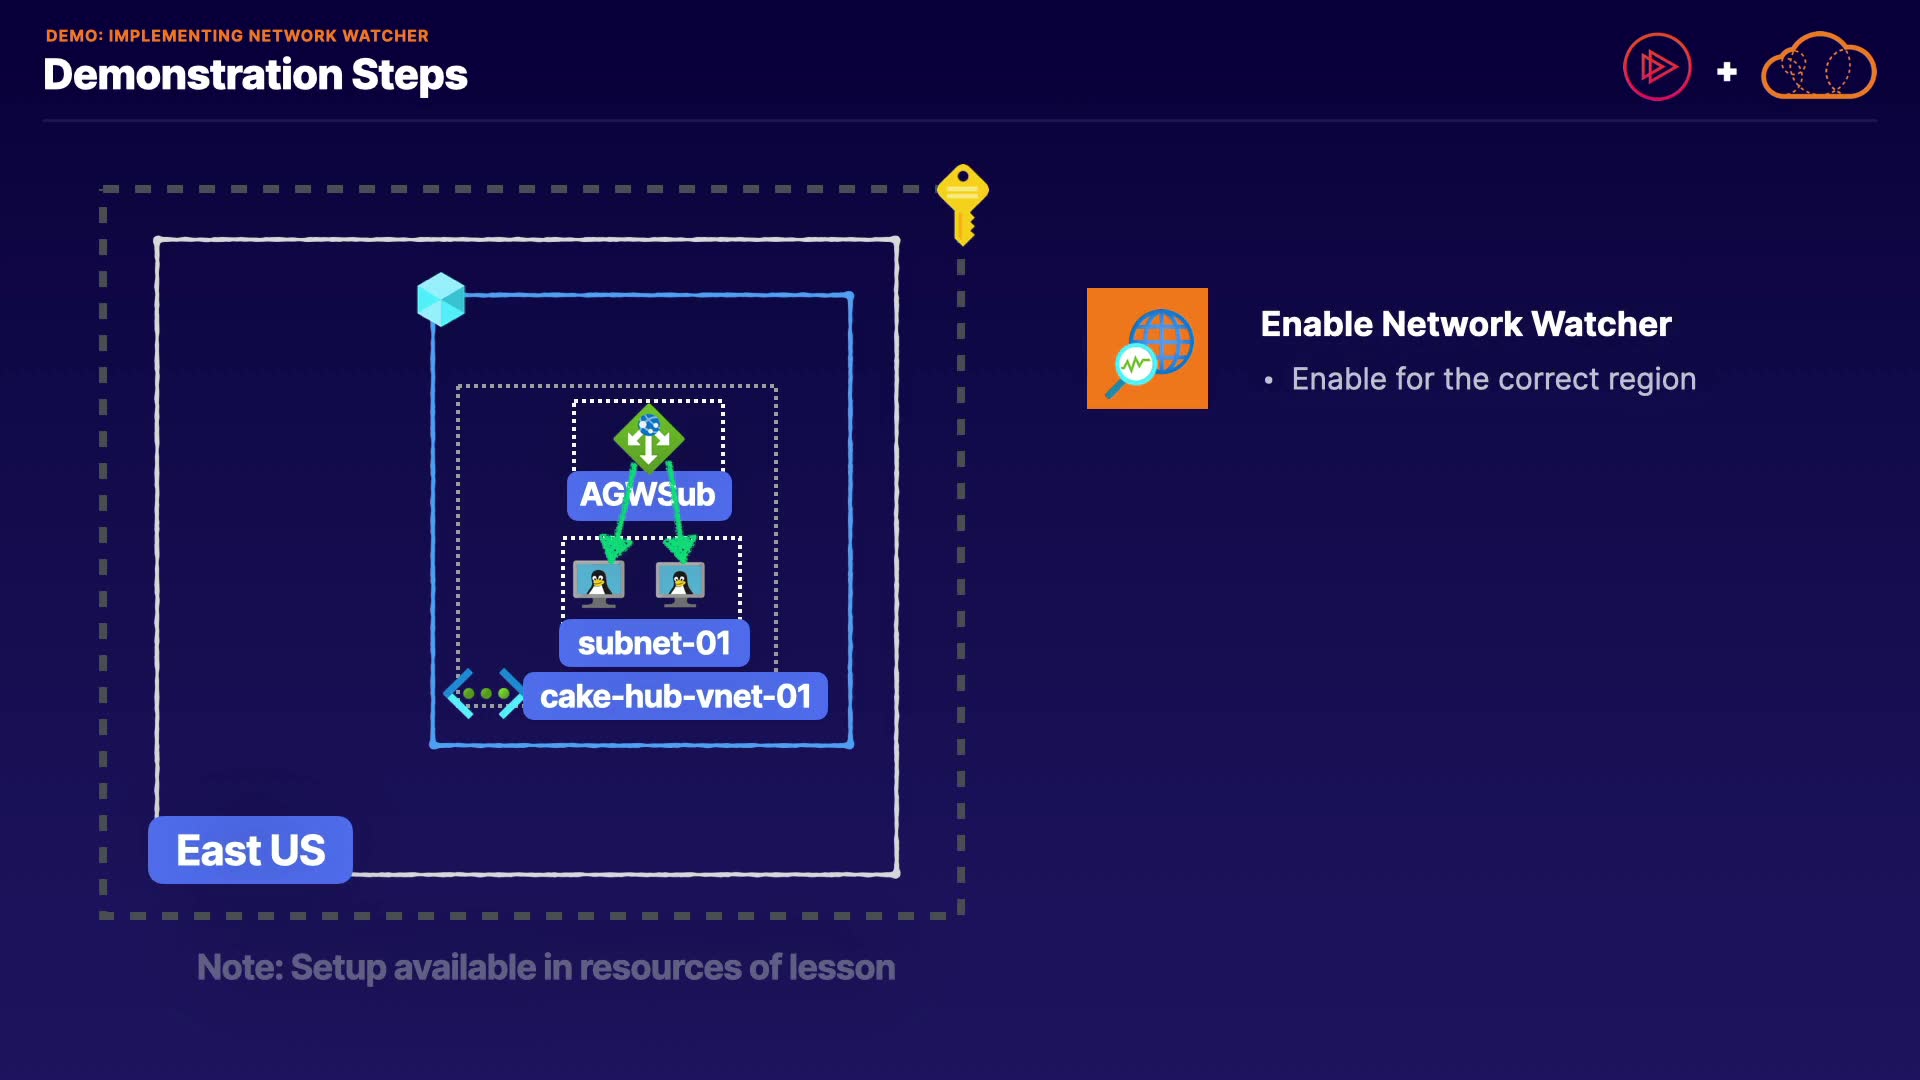 DEMO: IMPLEMENTING NETWORK WATCHER
Demonstration Steps
Enable Network Watcher
• Enable for the correct region
AGWSub
subnet-01
cake-hub-vnet-01
East US
Note: Setup available in resources of lesson